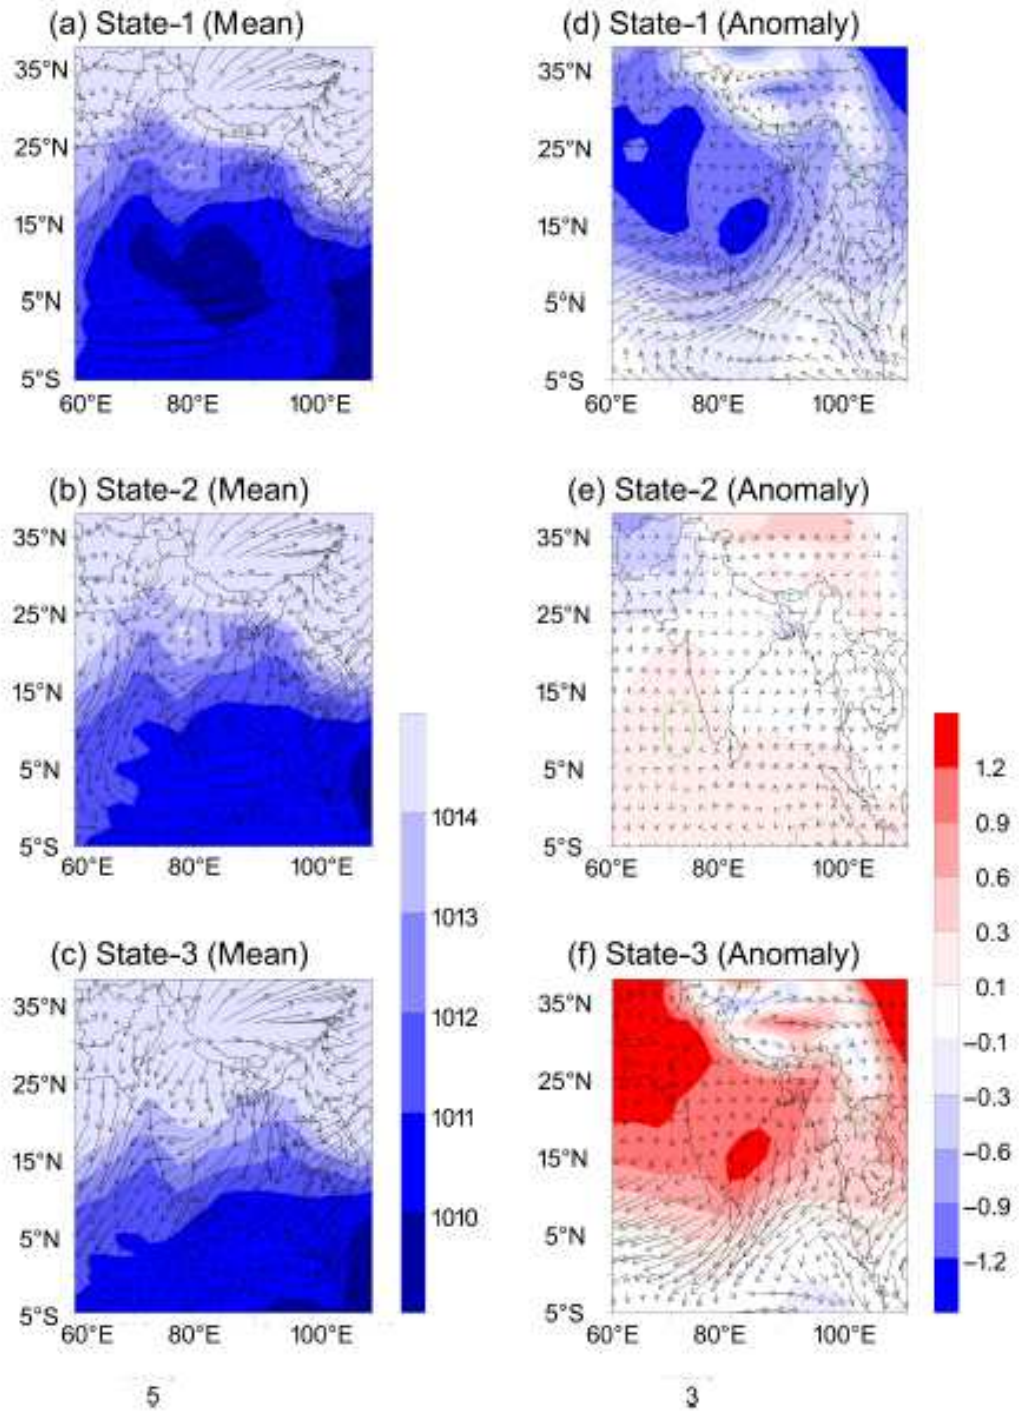 (a) State-1 (Mean)
35°N
25°N
15°N
5°N
5°S
60°E 80°E 100°E
(d) State-1 (Anomaly)
35°N
25°N
15°N
5°N
5°S
60°E 80°E 100°E
(b) State-2 (Mean)
35°N
25°N
15°N
5°N
5°S
60°E 80°E 100°E
1014
1013
1012
1011
1010
(e) State-2 (Anomaly)
35°N
25°N
15°N
5°N
5°S
60°E 80°E 100°E
1.2
0.9
0.6
0.3
0.1
-0.1
-0.3
-0.6
-0.9
-1.2
(c) State-3 (Mean)
35°N
25°N
15°N
5°N
5°S
60°E 80°E 100°E
5
(f) State-3 (Anomaly)
35°N
25°N
15°N
5°N
5°S
60°E 80°E 100°E
3